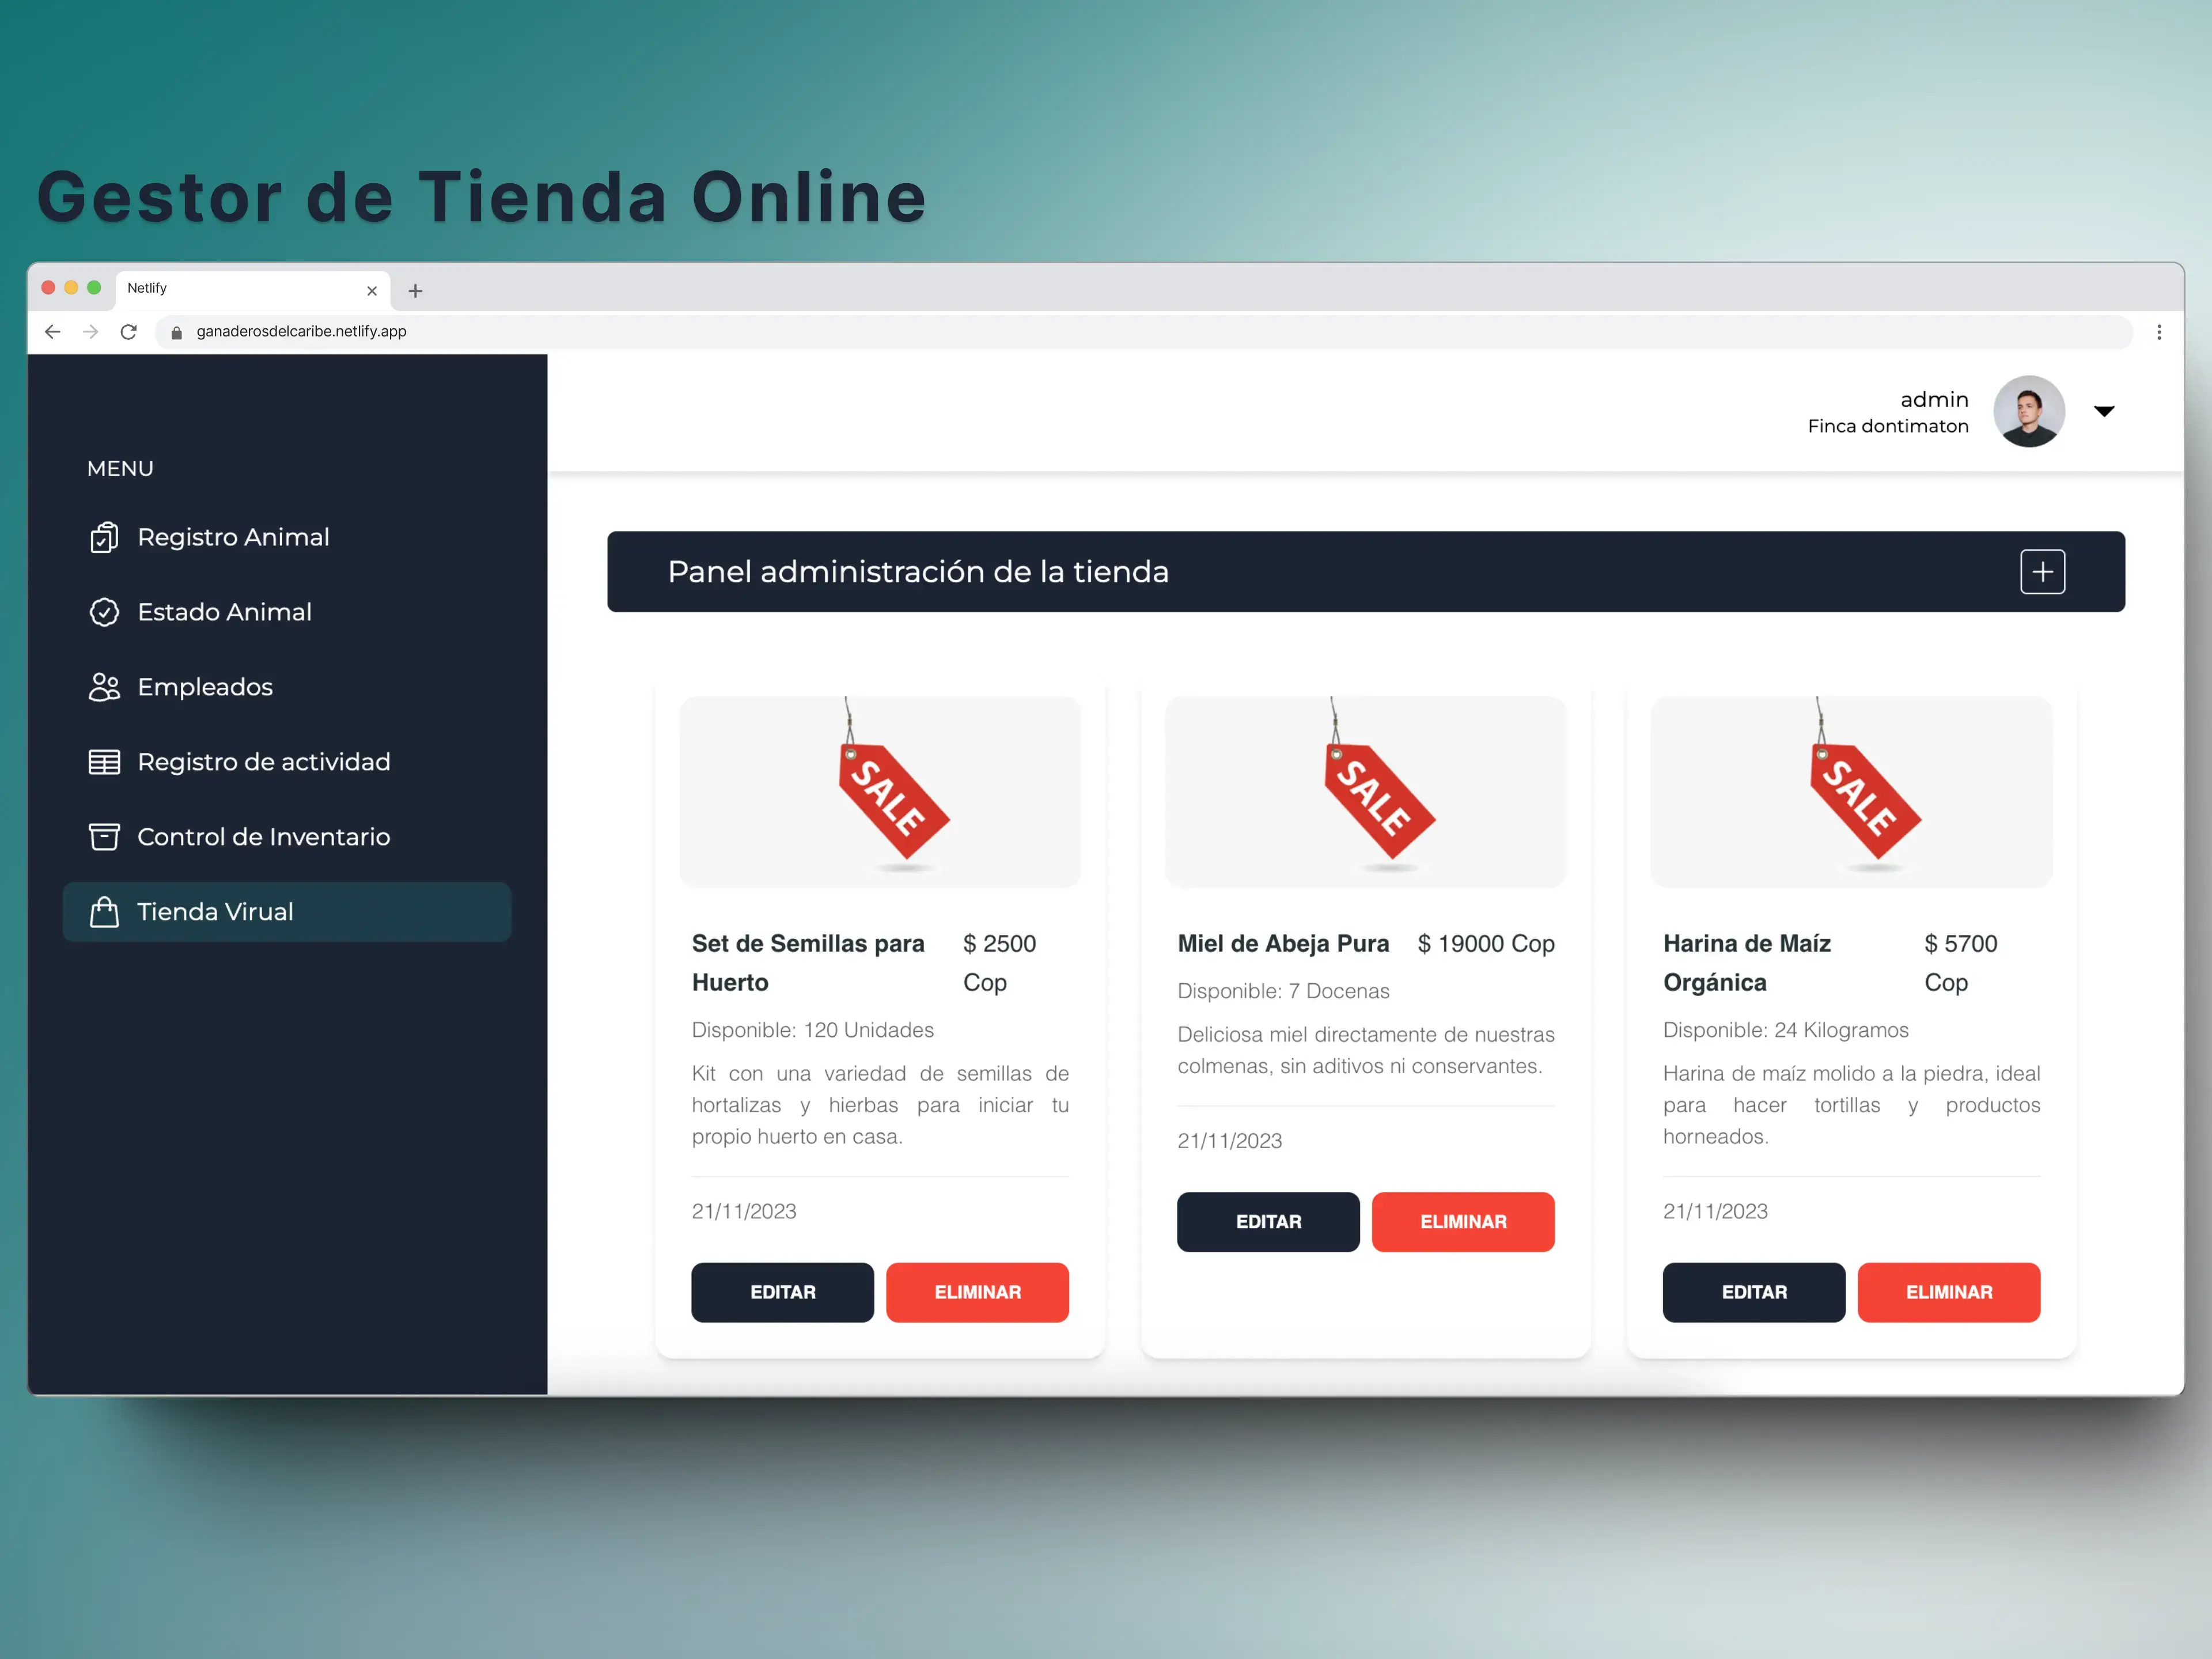 Gestor de Tienda Online
Netlify
ganaderosdelcaribe.netlify.app
admin
Finca dontimaton
MENU
Registro Animal
Estado Animal
Empleados
Registro de actividad
Control de Inventario
Tienda Virual
Panel administración de la tienda
SALE
Set de Semillas para
Huerto
$ 2500
Cop
Disponible: 120 Unidades
Kit con una variedad de semillas de
hortalizas y hierbas para iniciar tu
propio huerto en casa.
21/11/2023
EDITAR
ELIMINAR
SALE
Miel de Abeja Pura
$ 19000 Cop
Disponible: 7 Docenas
Deliciosa miel directamente de nuestras
colmenas, sin aditivos ni conservantes.
21/11/2023
EDITAR
ELIMINAR
SALE
Harina de Maíz
Orgánica
$ 5700
Cop
Disponible: 24 Kilogramos
Harina de maíz molido a la piedra, ideal
para hacer tortillas y productos
horneados.
21/11/2023
EDITAR
ELIMINAR